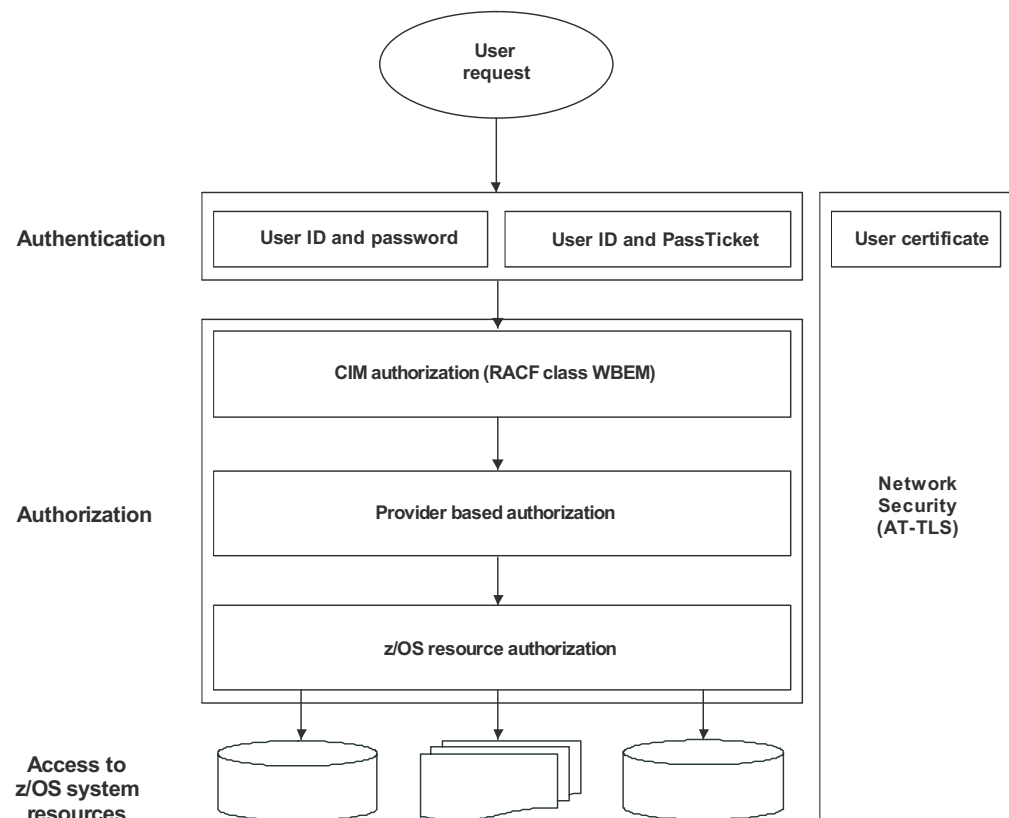 User
request
Authentication
User ID and password
User ID and PassTicket
User certificate
CIM authorization (RACF class WBEM)
Authorization
Provider based authorization
Network
Security
(AT-TLS)
z/OS resource authorization
Access to
z/OS system
resources